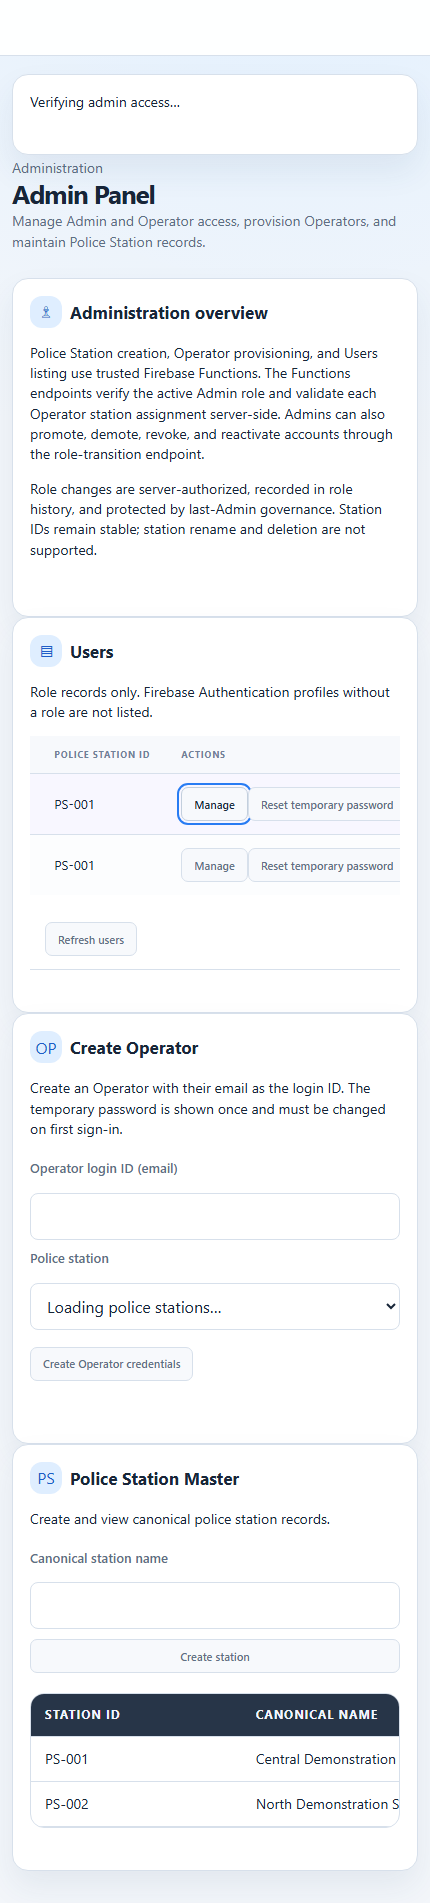 Verifying admin access...
Administration
Admin Panel
Manage Admin and Operator access, provision Operators, and
maintain Police Station records.
Administration overview
Police Station creation, Operator provisioning, and Users
listing use trusted Firebase Functions. The Functions
endpoints verify the active Admin role and validate each
Operator station assignment server-side. Admins can also
promote, demote, revoke, and reactivate accounts through
the role-transition endpoint.
Role changes are server-authorized, recorded in role
history, and protected by last-Admin governance. Station
IDs remain stable; station rename and deletion are not
supported.
Users
Role records only. Firebase Authentication profiles without
a role are not listed.
POLICE STATION ID ACTIONS
PS-001 Manage Reset temporary password
PS-001 Manage Reset temporary password
Refresh users
OP Create Operator
Create an Operator with their email as the login ID. The
temporary password is shown once and must be changed
on first sign-in.
Operator login ID (email)
Police station
Loading police stations...
Create Operator credentials
PS Police Station Master
Create and view canonical police station records.
Canonical station name
Create station
STATION ID CANONICAL NAME
PS-001 Central Demonstration
PS-002 North Demonstration S